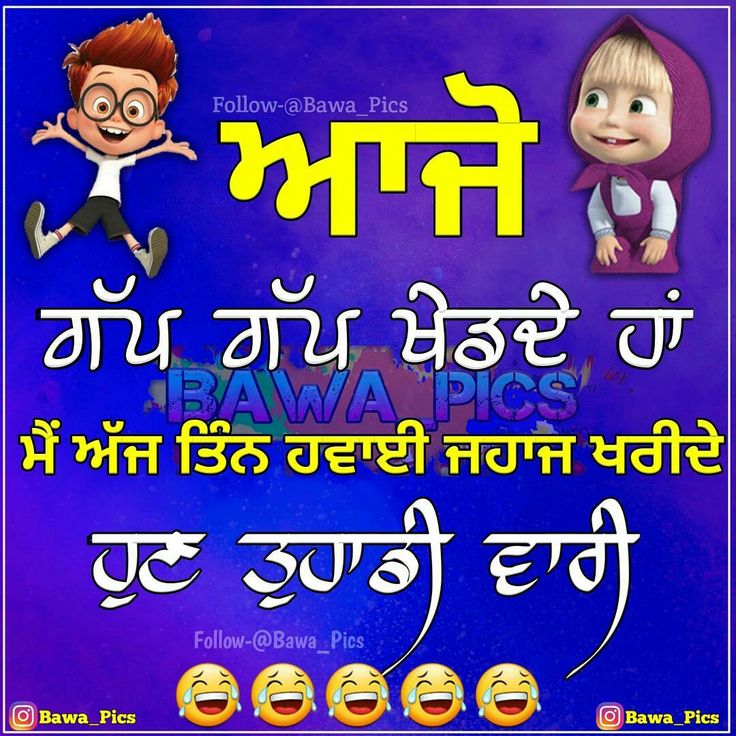 Follow-@Bawa_Pics
ਆਜੋ
ਗੱਪ ਗੱਪ ਖੇਡਦੇ ਹਾਂ
BAWA_PICS
ਮੈਂ ਅੱਜ ਤਿੰਨ ਹਵਾਈ ਜਹਾਜ ਖਰੀਦੇ
ਹੁਣ ਤੁਹਾਡੀ ਵਾਰੀ
Follow-@Bawa_Pics
Bawa_Pics
Bawa_Pics